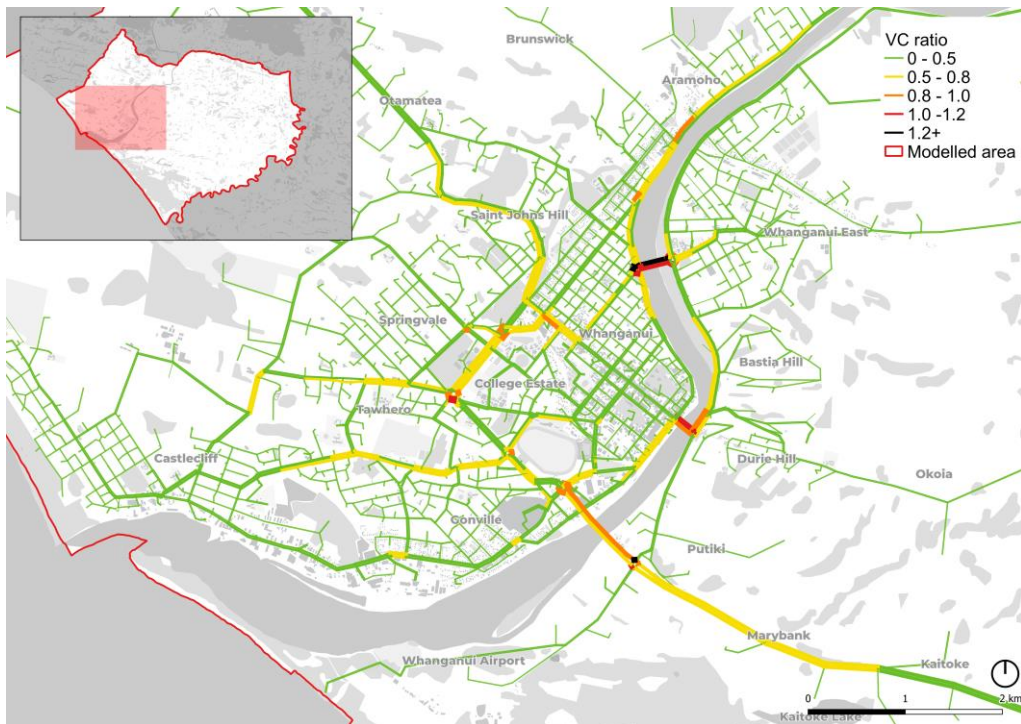 Brunswick
VC ratio
0 - 0.5
0.5 - 0.8
0.8 - 1.0
1.0 -1.2
1.2+
Modelled area
Aramoho
Otamatea
Saint Johns Hill
Whanganui East
Springvale
Whanganui
Bastia Hill
College Estate
Tawhero
Castlecliff
Durie Hill
Okoia
Gonville
Putiki
Marybank
Whanganui Airport
Kaitoke
0 1 2 km
Kaitoke Lake